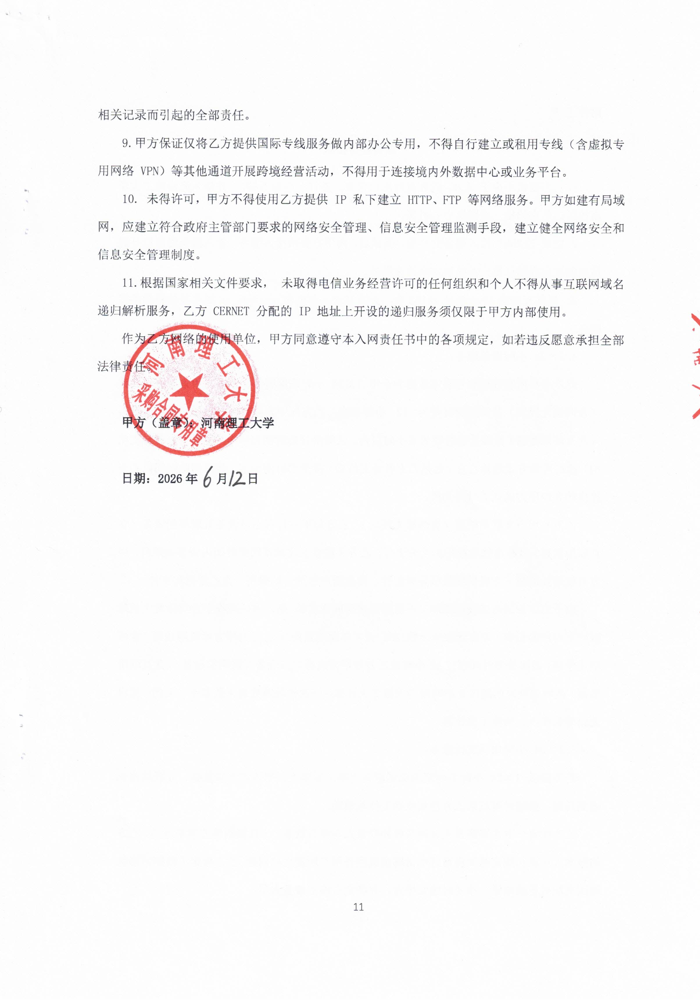 相关记录而引起的全部责任。
9.甲方保证仅将乙方提供国际专线服务做内部办公专用，不得自行建立或租用专线（含虚拟专
用网络 VPN）等其他通道开展跨境经营活动，不得用于连接境内外数据中心或业务平台。
10. 未得许可，甲方不得使用乙方提供 IP 私下建立 HTTP、FTP 等网络服务。甲方如建有局域
网，应建立符合政府主管部门要求的网络安全管理、信息安全管理监测手段，建立健全网络安全和
信息安全管理制度。
11.根据国家相关文件要求， 未取得电信业务经营许可的任何组织和个人不得从事互联网域名
递归解析服务，乙方 CERNET 分配的 IP 地址上开设的递归服务须仅限于甲方内部使用。
作为乙方网络的使用单位，甲方同意遵守本入网责任书中的各项规定，如若违反愿意承担全部
法律责任。
河南理工大学
采购合同专用章
甲方（盖章）：河南理工大学
日期：2026 年 6 月 12 日
11